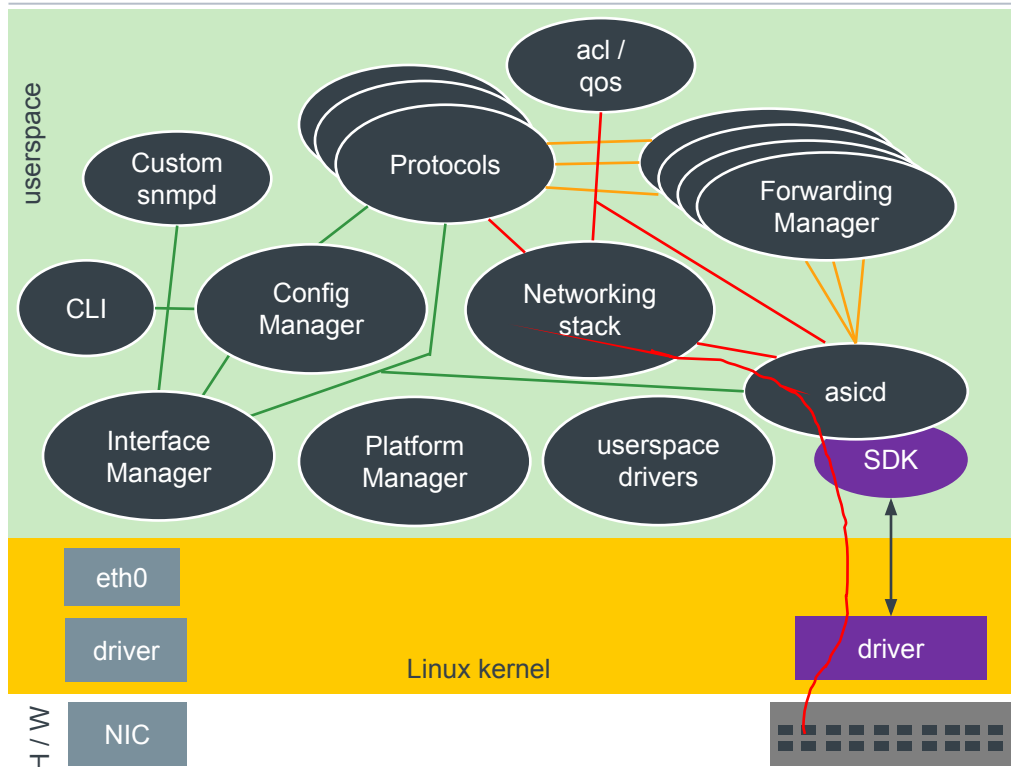 userspace
acl /
qos
Protocols
Custom
snmpd
Forwarding
Manager
CLI
Config
Manager
Networking
stack
asicd
Interface
Manager
Platform
Manager
userspace
drivers
SDK
eth0
driver
Linux kernel
driver
H / W
NIC